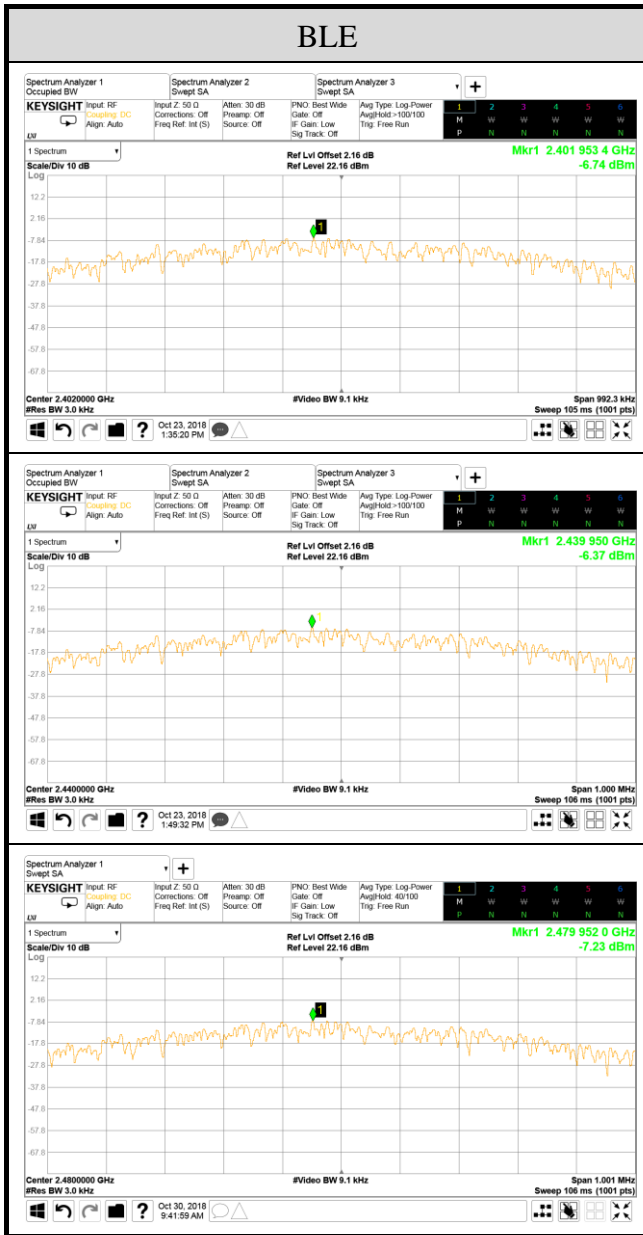 BLE
Spectrum Analyzer 1
Occupied BW
Spectrum Analyzer 2
Swept SA
Spectrum Analyzer 3
Swept SA
KEYSIGHT
Input: RF
Coupling: DC
Align: Auto
Input Z: 50 Ω
Corrections: Off
Freq Ref: Int (S)
Atten: 30 dB
Preamp: Off
Source: Off
PNO: Best Wide
Gate: Off
IF Gain: Low
Sig Track: Off
Avg Type: Log-Power
Avg|Hold:>100/100
Trig: Free Run
1 2 3 4 5 6
M W W W W W
P N N N N N
LXI
1 Spectrum
Scale/Div 10 dB
Log
Ref Lvl Offset 2.16 dB
Ref Level 22.16 dBm
Mkr1 2.401 953 4 GHz
-6.74 dBm
12.2
2.16
-7.84
-17.8
-27.8
-37.8
-47.8
-57.8
-67.8
1
Center 2.4020000 GHz
#Res BW 3.0 kHz
#Video BW 9.1 kHz
Span 992.3 kHz
Sweep 105 ms (1001 pts)
?
Oct 23, 2018
1:35:20 PM
Spectrum Analyzer 1
Occupied BW
Spectrum Analyzer 2
Swept SA
Spectrum Analyzer 3
Swept SA
KEYSIGHT
Input: RF
Coupling: DC
Align: Auto
Input Z: 50 Ω
Corrections: Off
Freq Ref: Int (S)
Atten: 30 dB
Preamp: Off
Source: Off
PNO: Best Wide
Gate: Off
IF Gain: Low
Sig Track: Off
Avg Type: Log-Power
Avg|Hold:>100/100
Trig: Free Run
1 2 3 4 5 6
M W W W W W
P N N N N N
LXI
1 Spectrum
Scale/Div 10 dB
Log
Ref Lvl Offset 2.16 dB
Ref Level 22.16 dBm
Mkr1 2.439 950 GHz
-6.37 dBm
12.2
2.16
-7.84
-17.8
-27.8
-37.8
-47.8
-57.8
-67.8
1
Center 2.4400000 GHz
#Res BW 3.0 kHz
#Video BW 9.1 kHz
Span 1.000 MHz
Sweep 106 ms (1001 pts)
?
Oct 23, 2018
1:49:32 PM
Spectrum Analyzer 1
Swept SA
KEYSIGHT
Input: RF
Coupling: DC
Align: Auto
Input Z: 50 Ω
Corrections: Off
Freq Ref: Int (S)
Atten: 30 dB
Preamp: Off
Source: Off
PNO: Best Wide
Gate: Off
IF Gain: Low
Sig Track: Off
Avg Type: Log-Power
Avg|Hold: 40/100
Trig: Free Run
1 2 3 4 5 6
M W W W W W
P N N N N N
LXI
1 Spectrum
Scale/Div 10 dB
Log
Ref Lvl Offset 2.16 dB
Ref Level 22.16 dBm
Mkr1 2.479 952 0 GHz
-7.23 dBm
12.2
2.16
-7.84
-17.8
-27.8
-37.8
-47.8
-57.8
-67.8
1
Center 2.4800000 GHz
#Res BW 3.0 kHz
#Video BW 9.1 kHz
Span 1.001 MHz
Sweep 106 ms (1001 pts)
?
Oct 30, 2018
9:41:59 AM